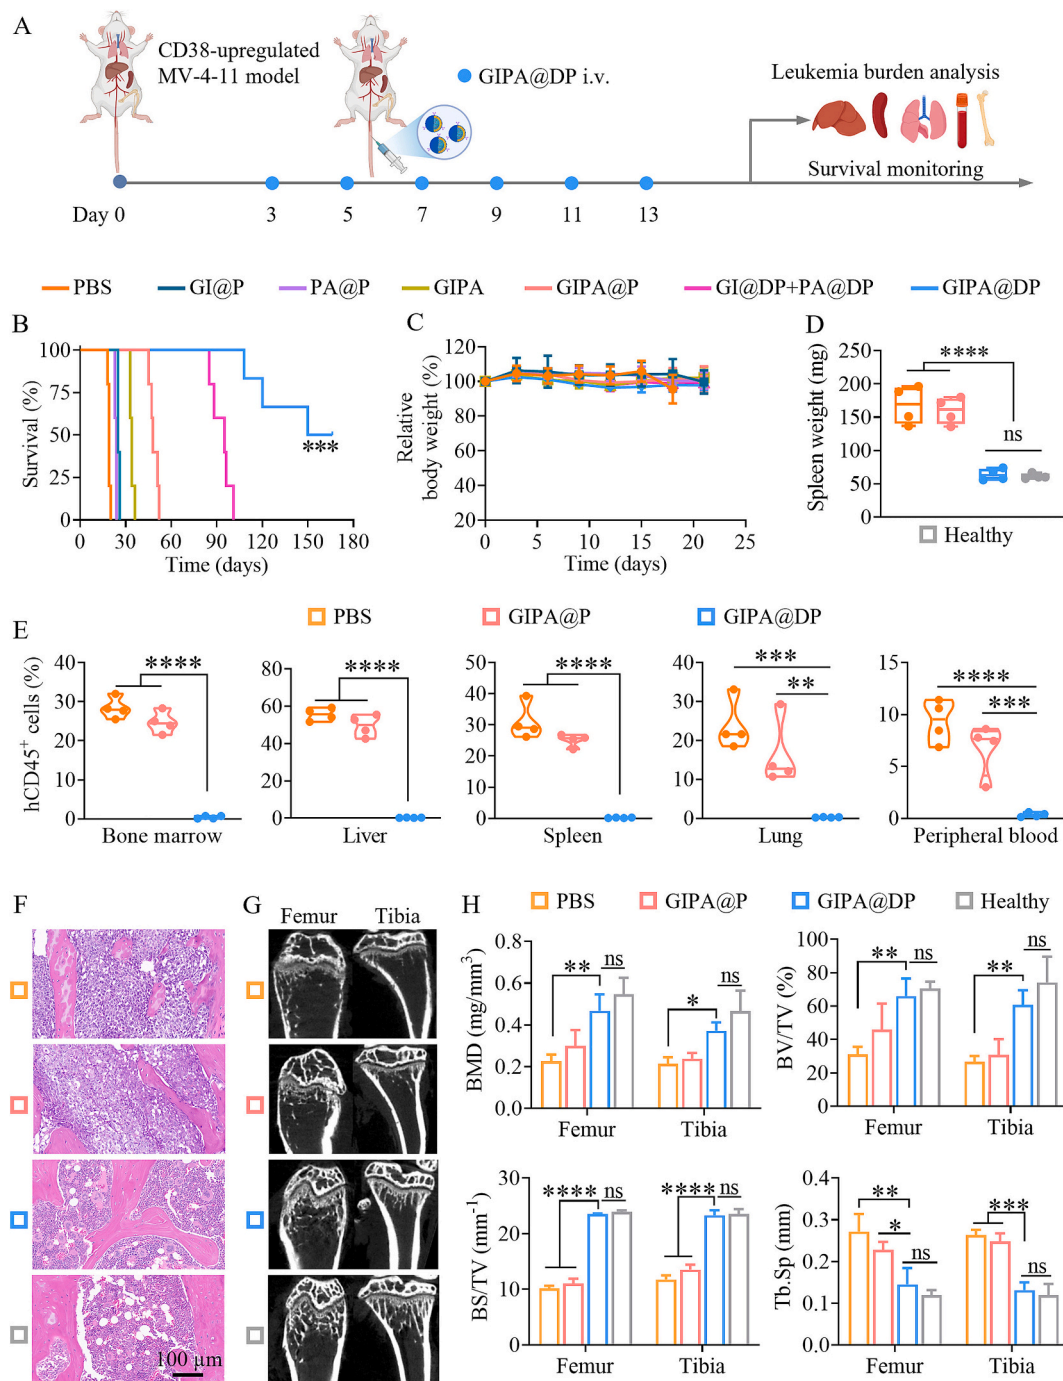 A
CD38-upregulated
MV-4-11 model
GIPA@DP i.v.
Leukemia burden analysis
Survival monitoring
Day 0 3 5 7 9 11 13
PBS GI@P PA@P GIPA GIPA@P GI@DP+PA@DP GIPA@DP
B
Survival (%)
100
75
50
25
0
***
0 30 60 90 120 150 180
Time (days)
C
Relative
body weight (%)
120
100
80
60
40
20
0 5 10 15 20 25
Time (days)
D
Spleen weight (mg)
200
150
100
50
0
****
ns
Healthy
E
PBS GIPA@P GIPA@DP
hCD45+ cells (%)
40
30
20
10
0
****
Bone marrow
80
60
40
20
0
****
Liver
50
40
30
20
10
0
****
Spleen
40
30
20
10
0
***
**
Lung
15
10
5
0
****
***
Peripheral blood
F
100 µm
G
Femur Tibia
H
PBS GIPA@P GIPA@DP Healthy
BMD (mg/mm3)
0.8
0.6
0.4
0.2
0.0
** ns
* ns
Femur Tibia
BV/TV (%)
100
80
60
40
20
0
** ns
** ns
Femur Tibia
BS/TV (mm-1)
30
20
10
0
**** ns
**** ns
Femur Tibia
Tb.Sp (mm)
0.4
0.3
0.2
0.1
0.0
**
*
ns
***
ns
Femur Tibia